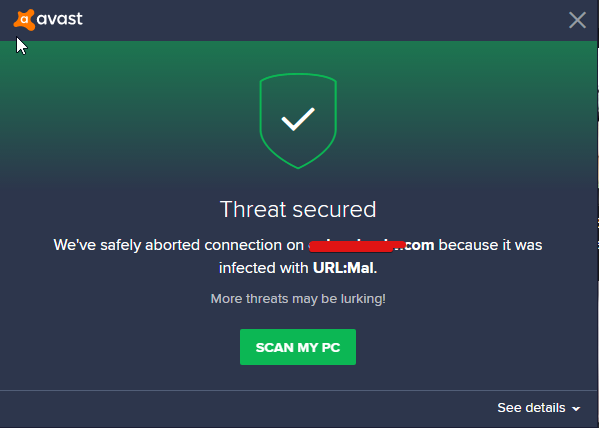 avast
Threat secured
We've safely aborted connection on .com because it was
infected with URL:Mal.
More threats may be lurking!
SCAN MY PC
See details